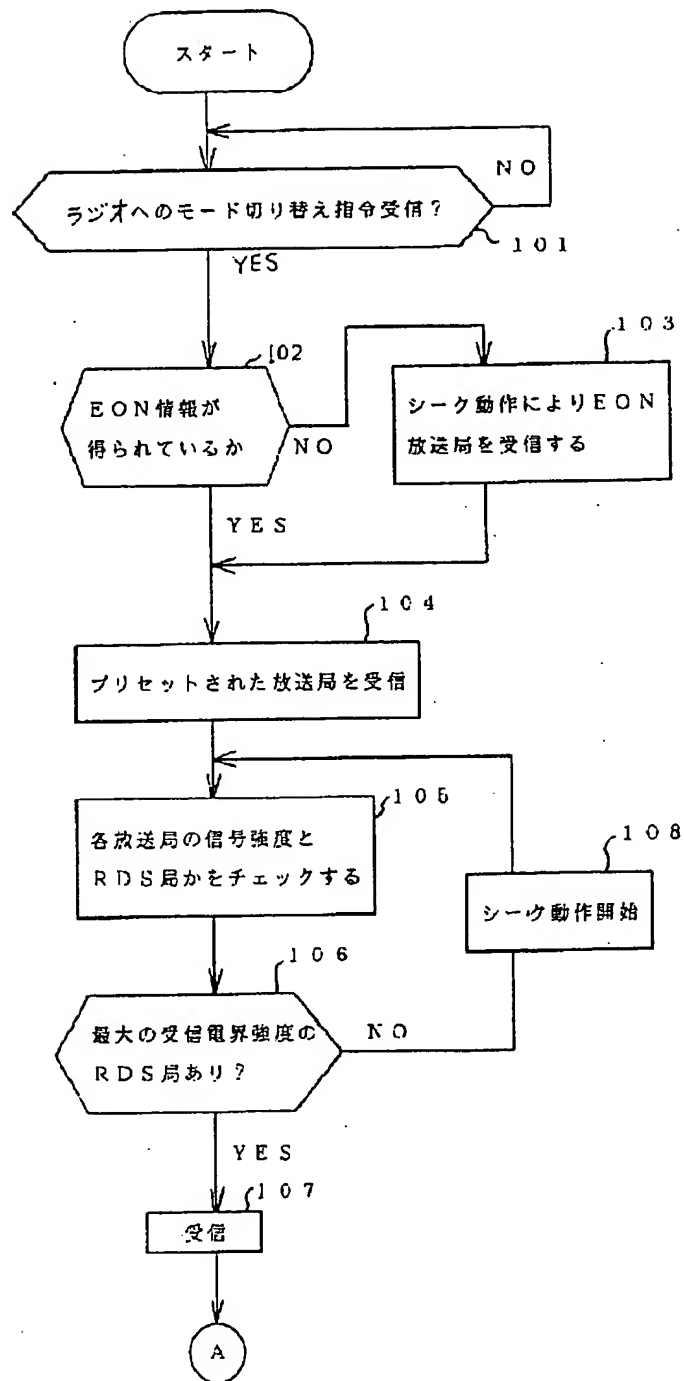 スタート
NO
ラジオへのモード切り替え指令受信?
101
YES
102
EON情報が
得られているか
NO
103
シーク動作によりEON
放送局を受信する
YES
104
プリセットされた放送局を受信
105
各放送局の信号強度と
RDS局かをチェックする
108
シーク動作開始
106
最大の受信電界強度の
RDS局あり?
NO
YES
107
受信
A